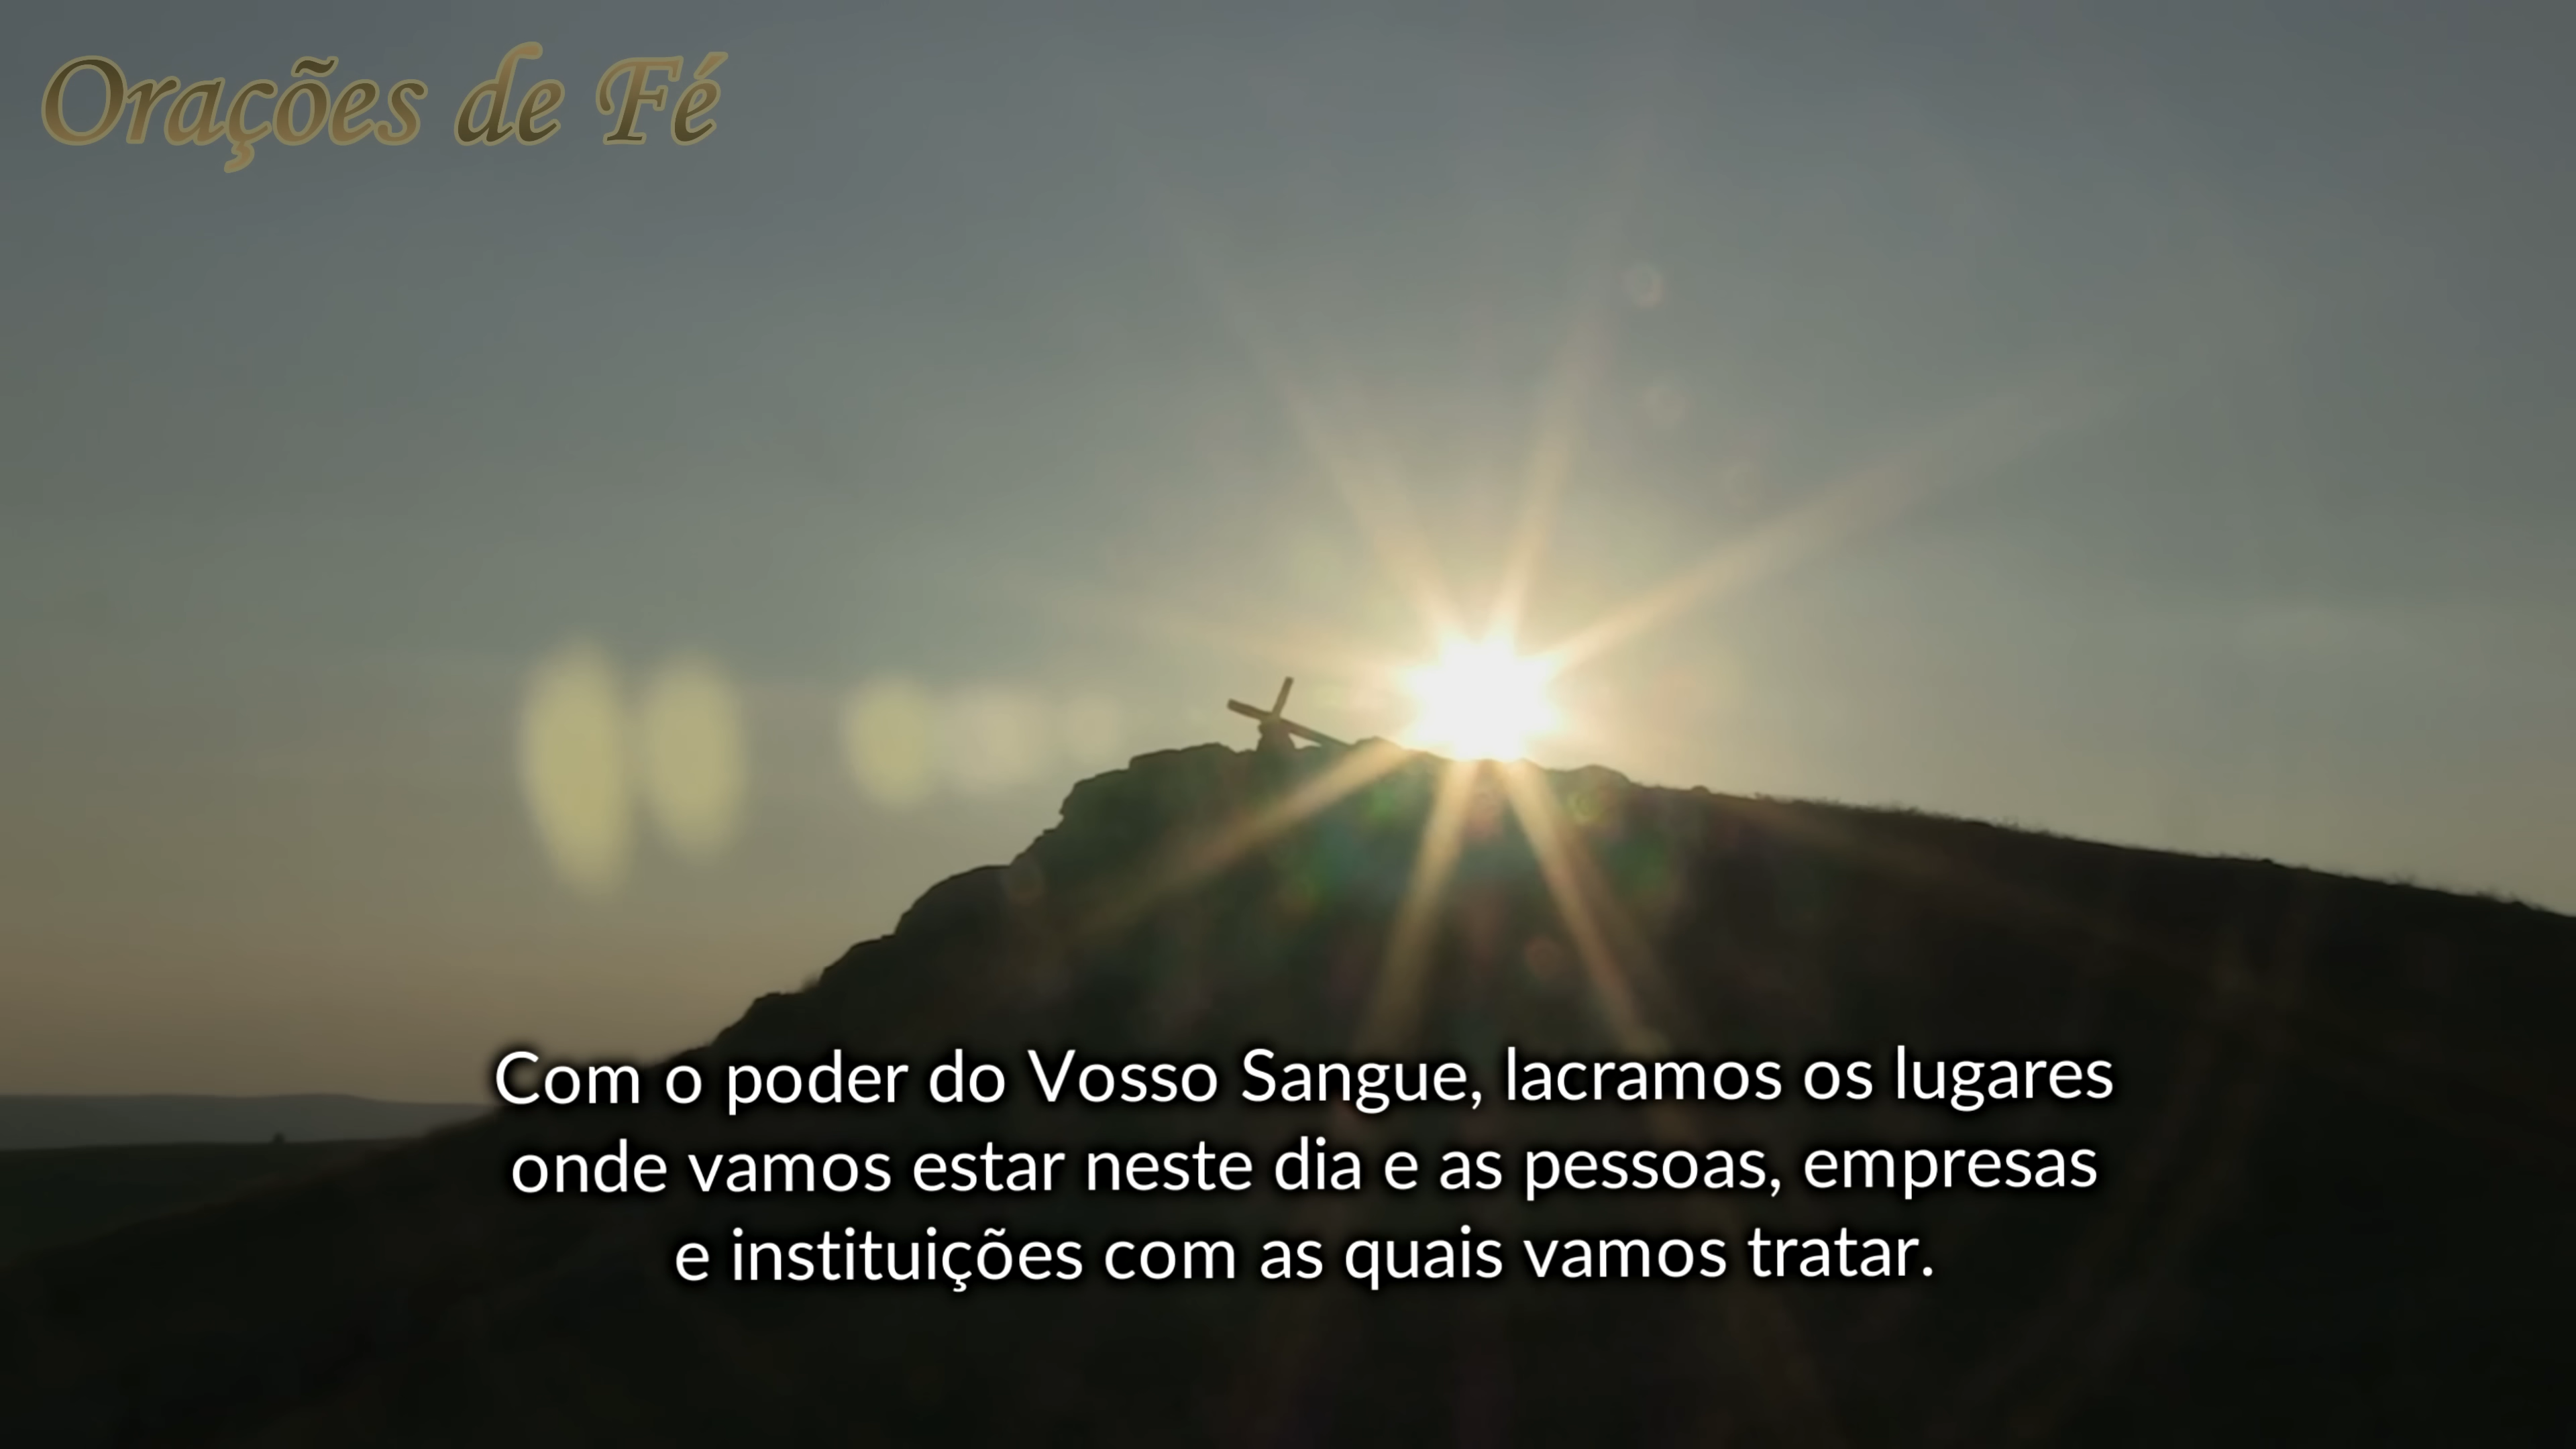 Orações de Fé
Com o poder do Vosso Sangue, lacramos os lugares
onde vamos estar neste dia e as pessoas, empresas
e instituições com as quais vamos tratar.